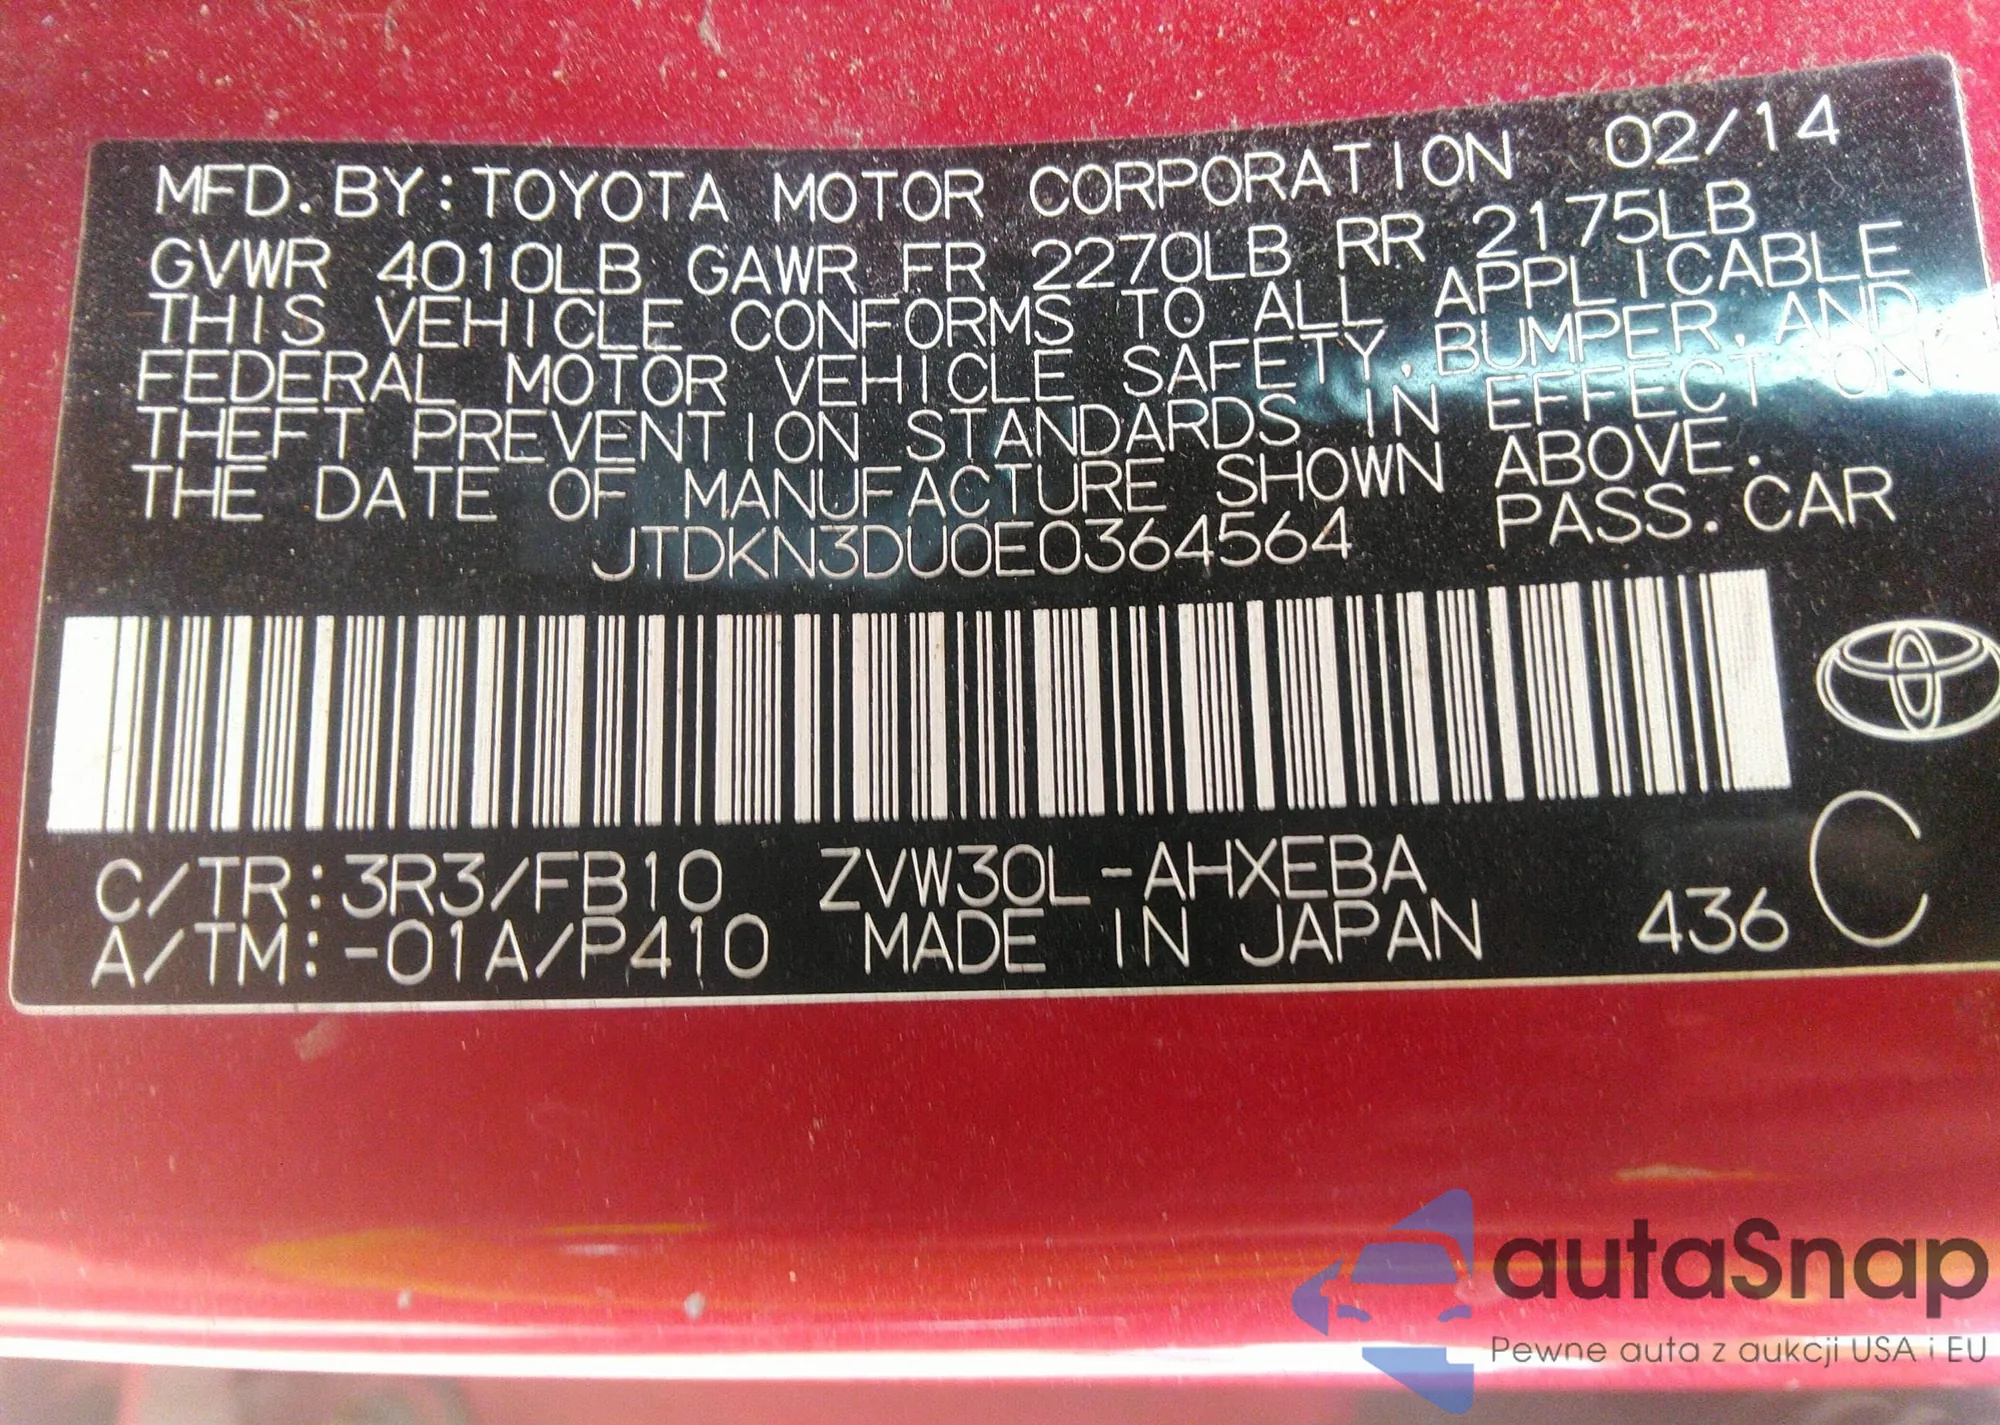 MFD. BY: TOYOTA MOTOR CORPORATION 02/14
GVWR 4010LB GAWR FR 2270LB RR 2175LB
THIS VEHICLE CONFORMS TO ALL APPLICABLE
FEDERAL MOTOR VEHICLE SAFETY, BUMPER, AND
THEFT PREVENTION STANDARDS IN EFFECT ON
THE DATE OF MANUFACTURE SHOWN ABOVE.
JTDKN3DU0E0364564 PASS. CAR
C/TR: 3R3/FB10 ZVW30L-AHXEBA
A/TM: -01A/P410 MADE IN JAPAN 436 C
autaSnap
Pewne auta z aukcji USA i EU